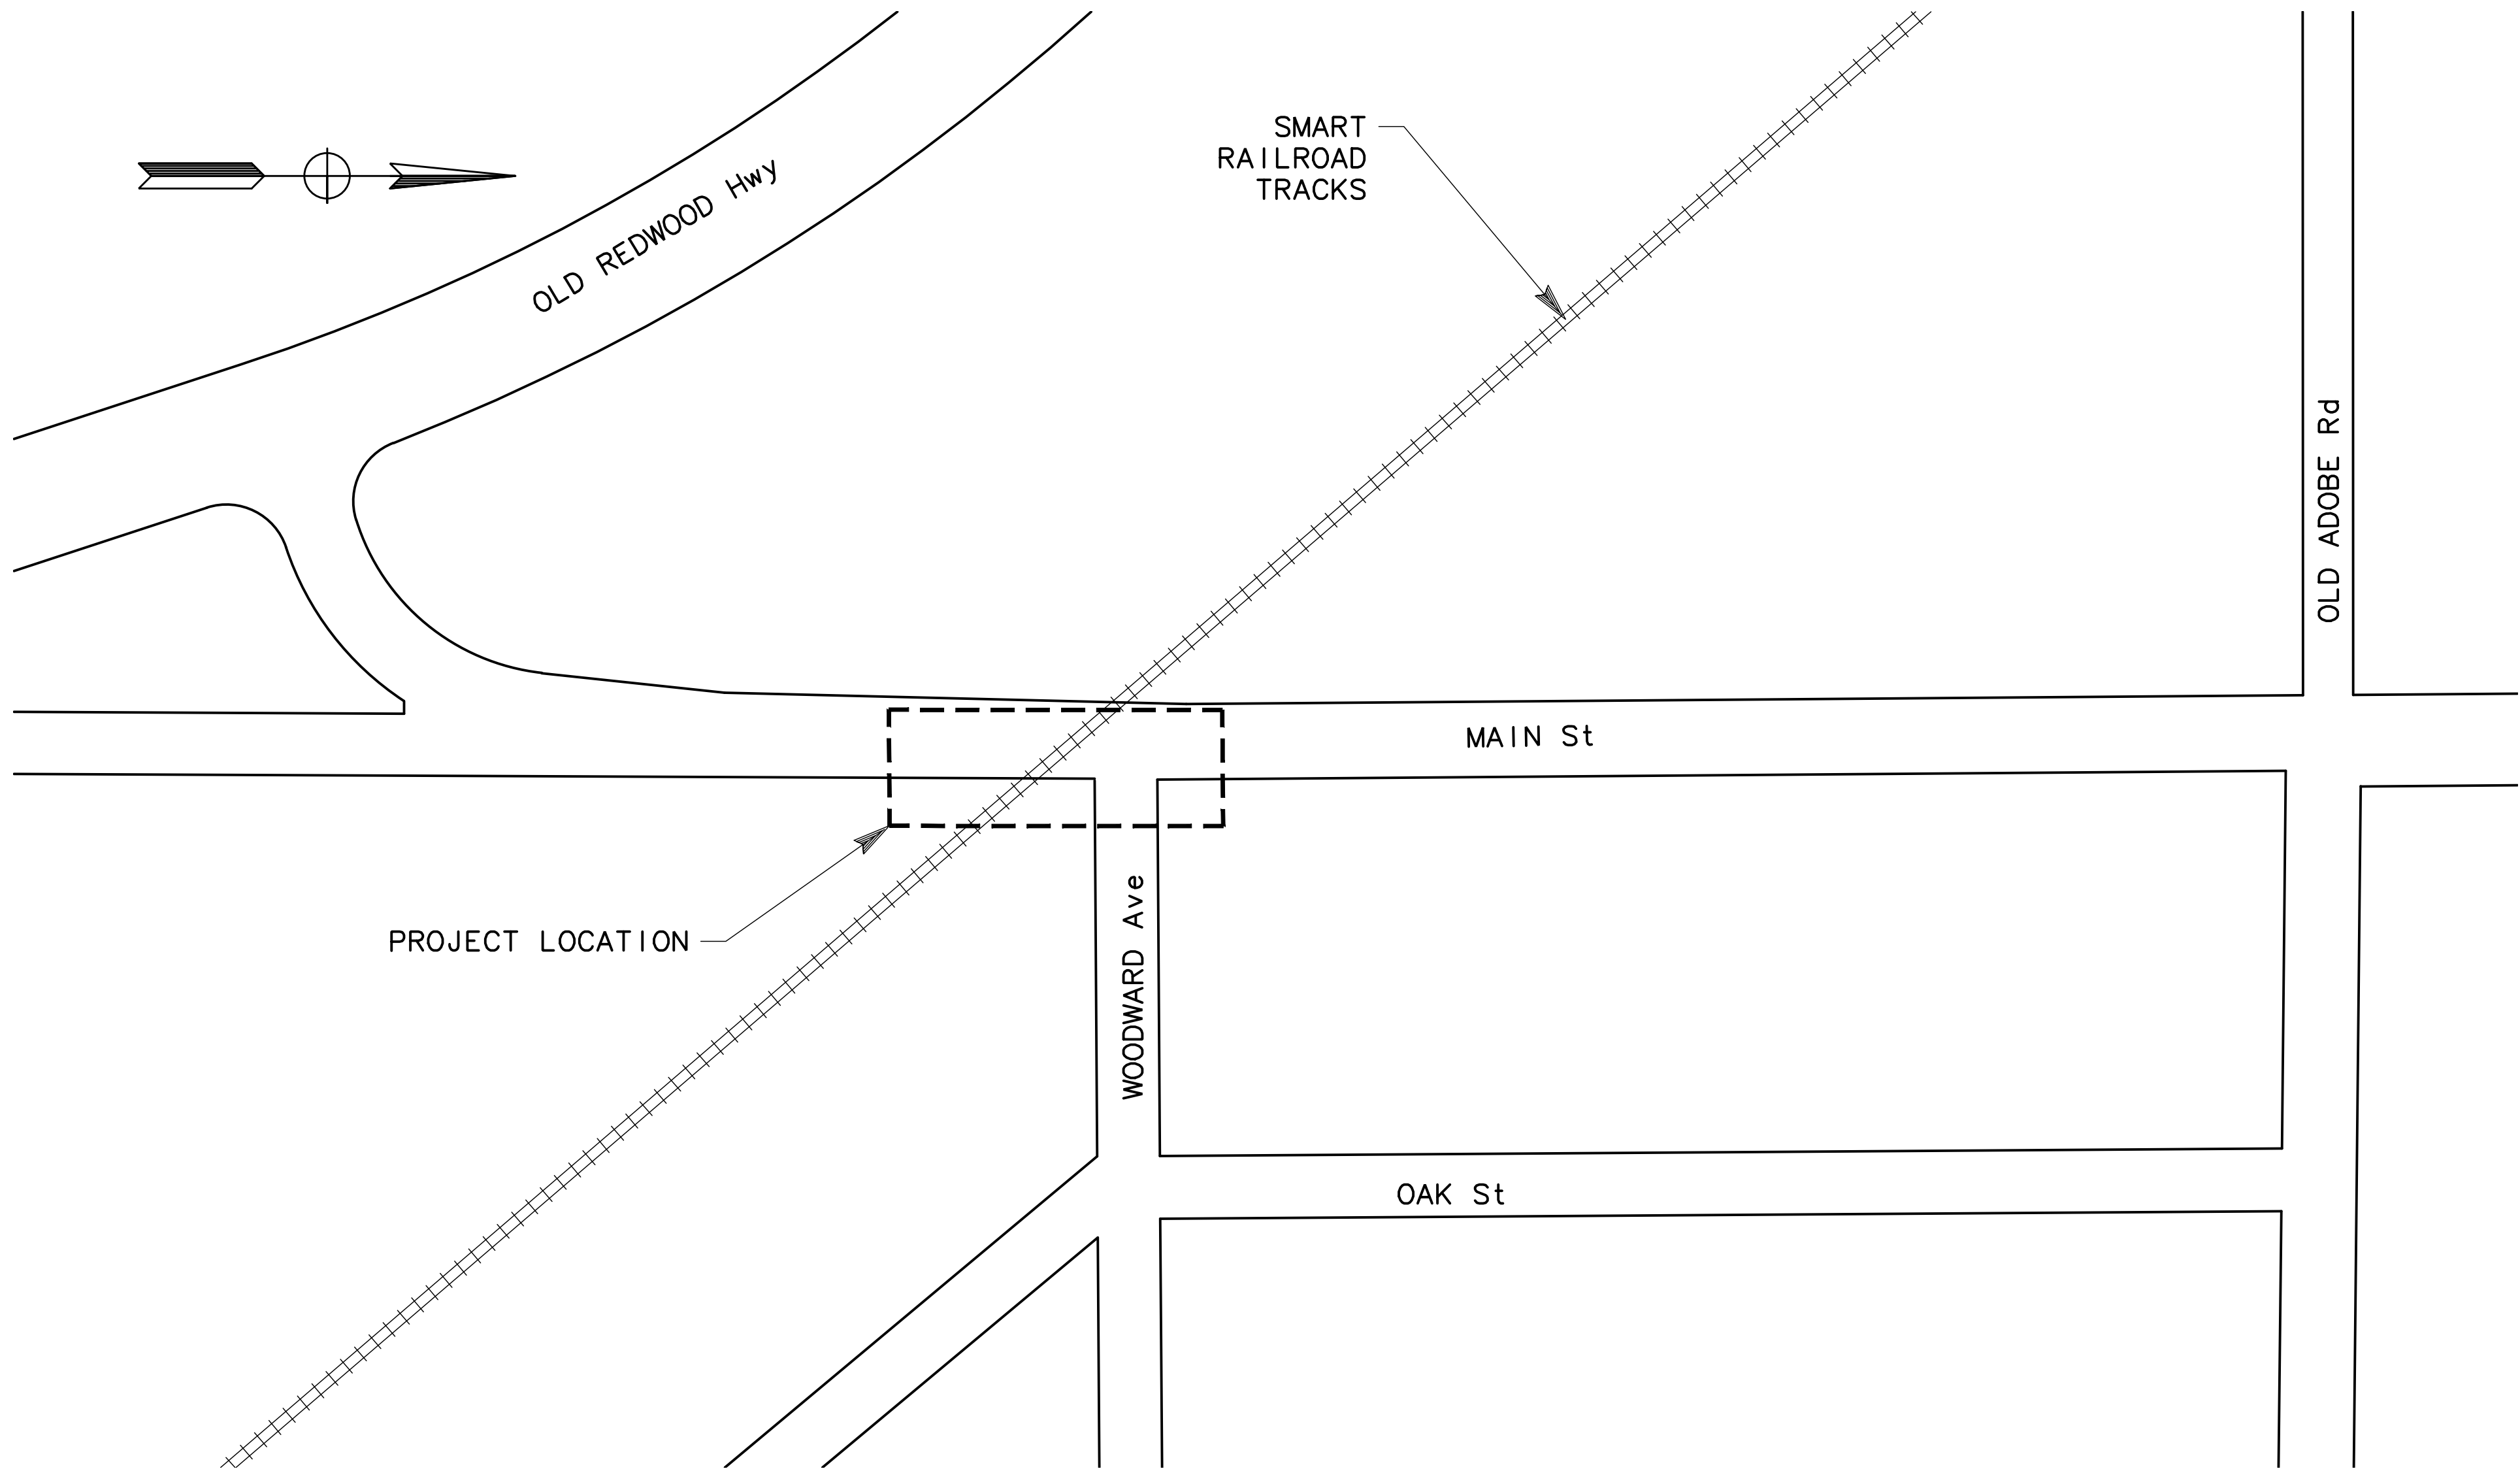 SMART
RAILROAD
TRACKS
OLD REDWOOD Hwy
OLD ADOBE Rd
MAIN St
PROJECT LOCATION
WOODWARD Ave
OAK St